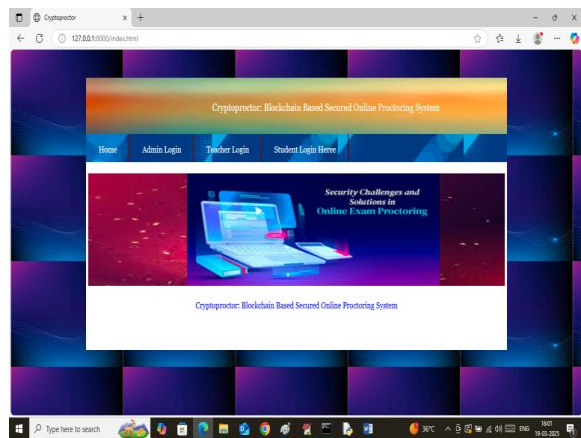 Cryptoproctor
127.0.0.1:8000/index.html
Cryptoproctor: Blockchain Based Secured Online Proctoring System
Home Admin Login Teacher Login Student Login Heree
Security Challenges and
Solutions in
Online Exam Proctoring
Cryptoproctor: Blockchain Based Secured Online Proctoring System
Type here to search 36°C ENG 16:01
19-03-2025